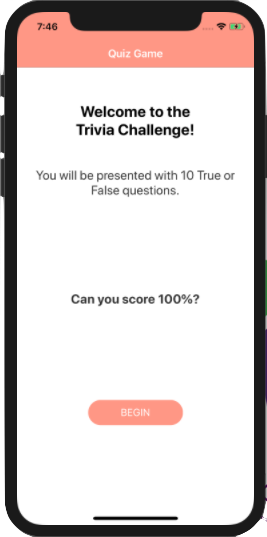 7:46
Quiz Game
Welcome to the
Trivia Challenge!
You will be presented with 10 True or
False questions.
Can you score 100%?
BEGIN